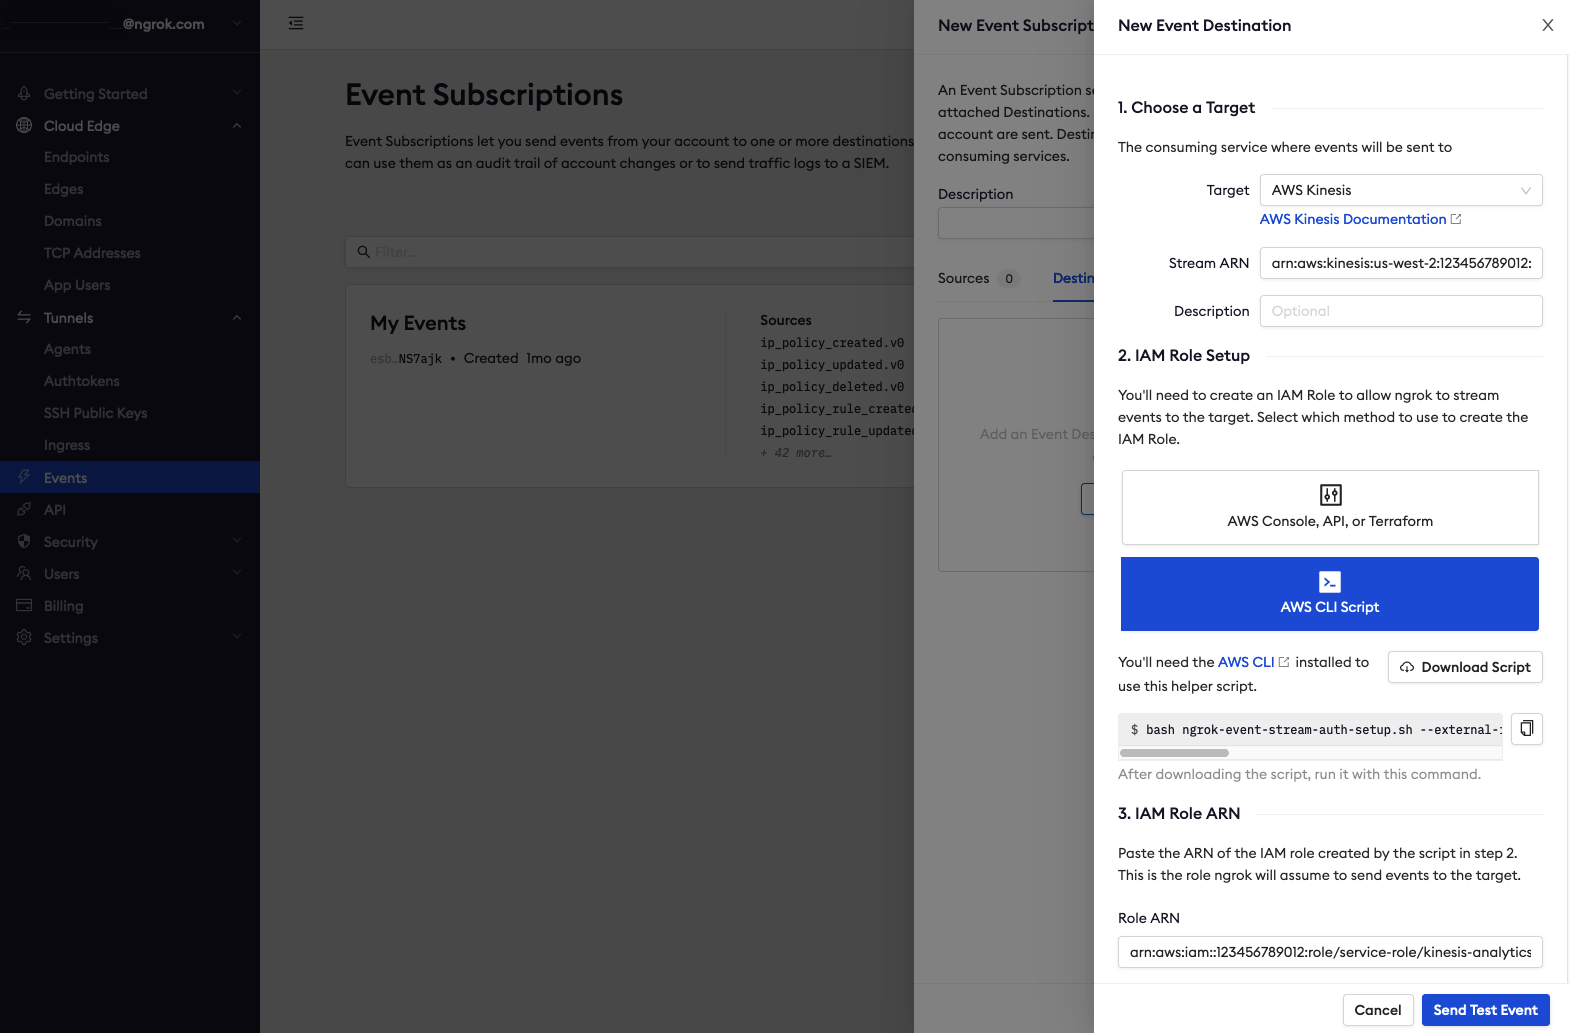 @ngrok.com
Getting Started
Cloud Edge
Endpoints
Edges
Domains
TCP Addresses
App Users
Tunnels
Agents
Authtokens
SSH Public Keys
Ingress
Events
API
Security
Users
Billing
Settings
Event Subscriptions
Event Subscriptions let you send events from your account to one or more destinations
can use them as an audit trail of account changes or to send traffic logs to a SIEM.
Filter...
My Events
esb…NS7ajk • Created 1mo ago
Sources
ip_policy_created.v0
ip_policy_updated.v0
ip_policy_deleted.v0
ip_policy_rule_created
ip_policy_rule_updated
+ 42 more…
New Event Subscript
An Event Subscription se
attached Destinations.
account are sent. Destin
consuming services.
Description
Sources 0
Destin
Add an Event Des
New Event Destination
1. Choose a Target
The consuming service where events will be sent to
Target
AWS Kinesis
AWS Kinesis Documentation
Stream ARN
arn:aws:kinesis:us-west-2:123456789012:
Description
Optional
2. IAM Role Setup
You'll need to create an IAM Role to allow ngrok to stream
events to the target. Select which method to use to create the
IAM Role.
AWS Console, API, or Terraform
AWS CLI Script
You'll need the AWS CLI installed to
use this helper script.
Download Script
$ bash ngrok-event-stream-auth-setup.sh --external-i
After downloading the script, run it with this command.
3. IAM Role ARN
Paste the ARN of the IAM role created by the script in step 2.
This is the role ngrok will assume to send events to the target.
Role ARN
arn:aws:iam::123456789012:role/service-role/kinesis-analytics
Cancel
Send Test Event